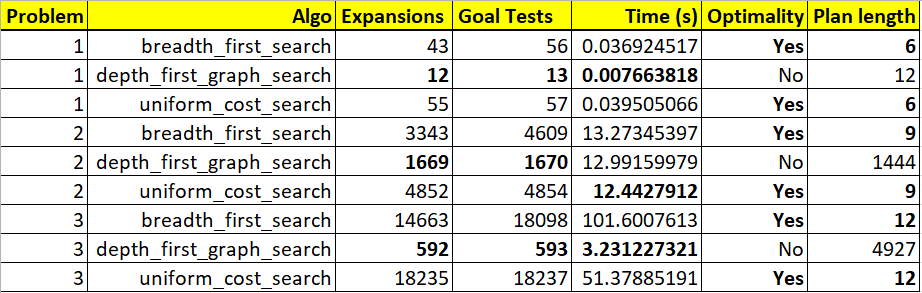 Problem Algo Expansions Goal Tests Time (s) Optimality Plan length
1 breadth_first_search 43 56 0.036924517 Yes 6
1 depth_first_graph_search 12 13 0.007663818 No 12
1 uniform_cost_search 55 57 0.039505066 Yes 6
2 breadth_first_search 3343 4609 13.27345397 Yes 9
2 depth_first_graph_search 1669 1670 12.99159979 No 1444
2 uniform_cost_search 4852 4854 12.4427912 Yes 9
3 breadth_first_search 14663 18098 101.6007613 Yes 12
3 depth_first_graph_search 592 593 3.231227321 No 4927
3 uniform_cost_search 18235 18237 51.37885191 Yes 12